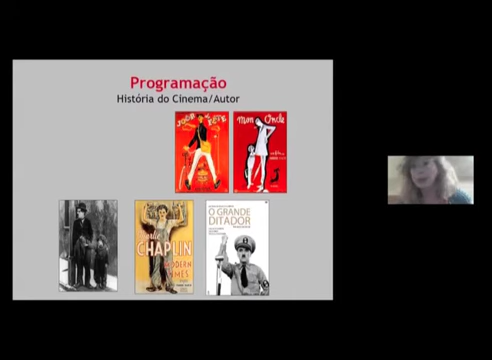 Programação
História do Cinema/Autor
Mon Oncle
O GRANDE
DITADOR
CHAPLIN
MODERN
TIMES